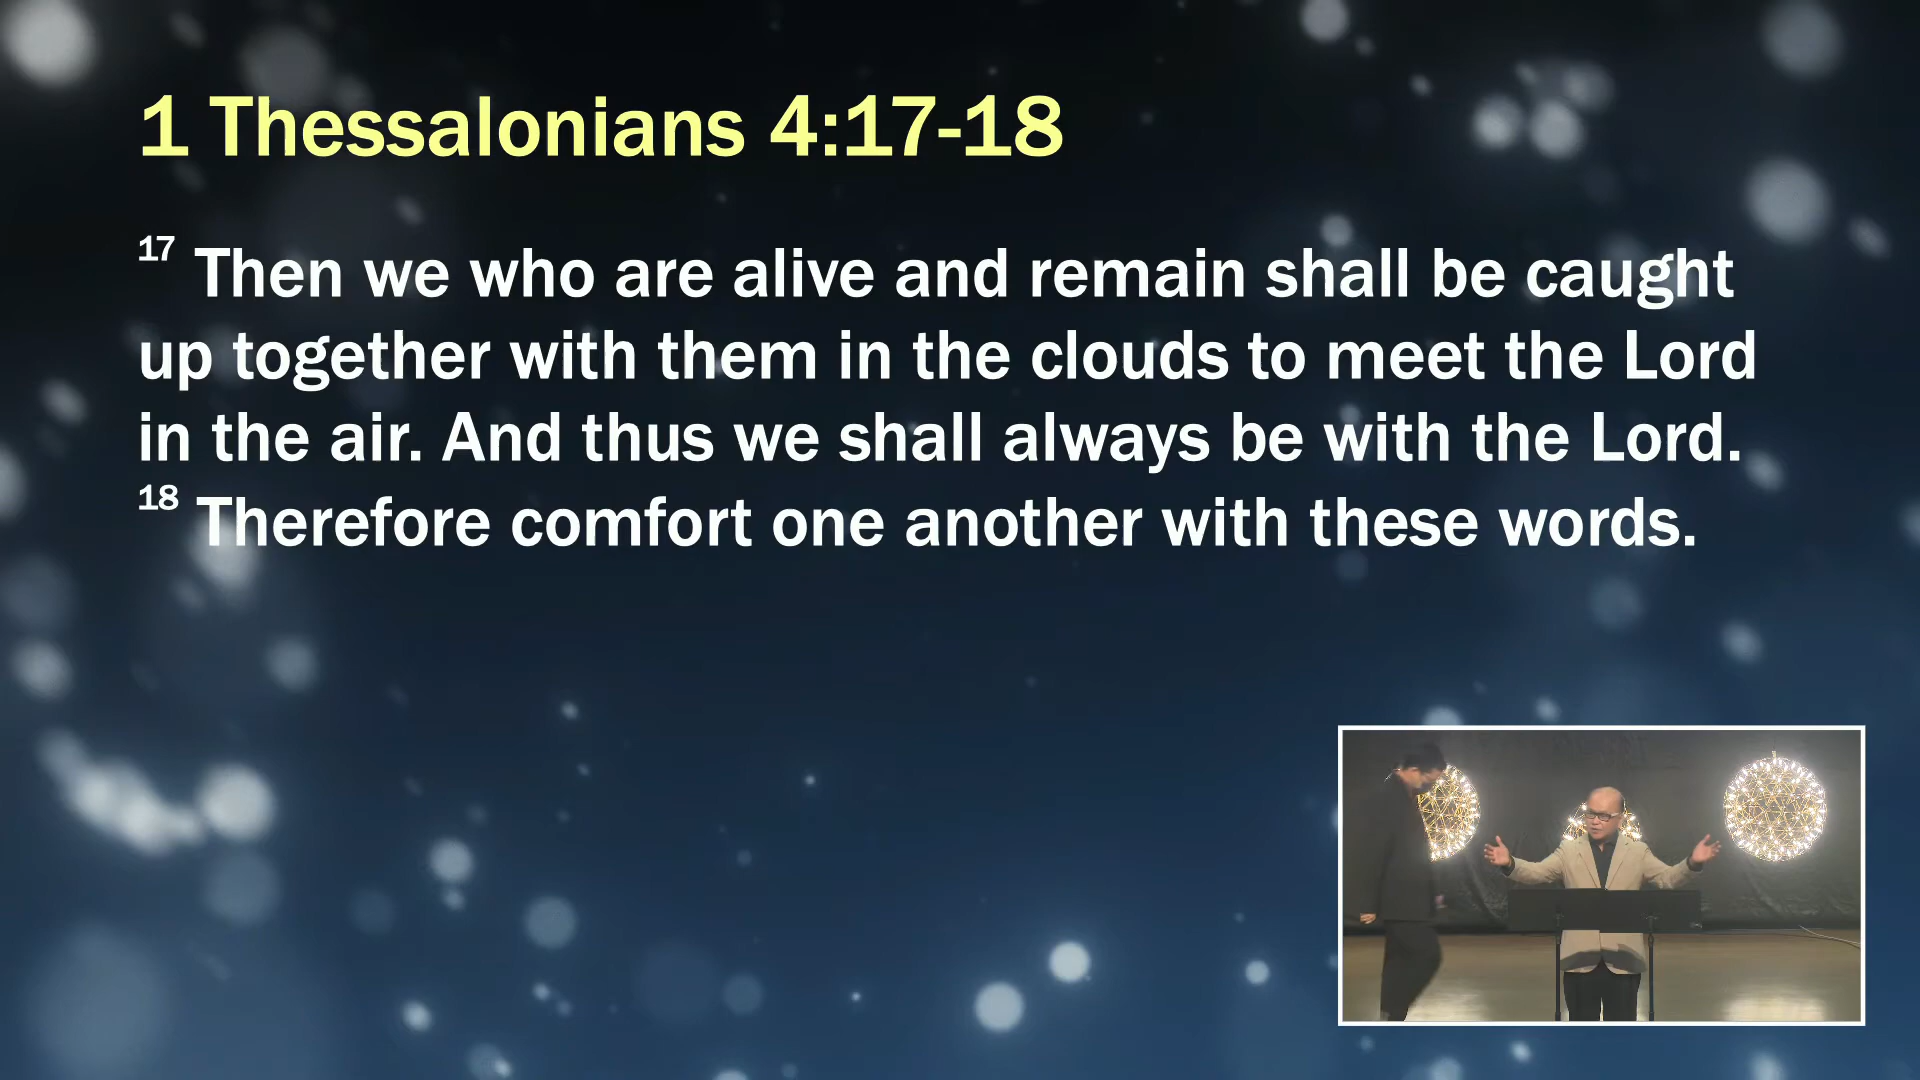 1 Thessalonians 4:17-18
17 Then we who are alive and remain shall be caught
up together with them in the clouds to meet the Lord
in the air. And thus we shall always be with the Lord.
18 Therefore comfort one another with these words.